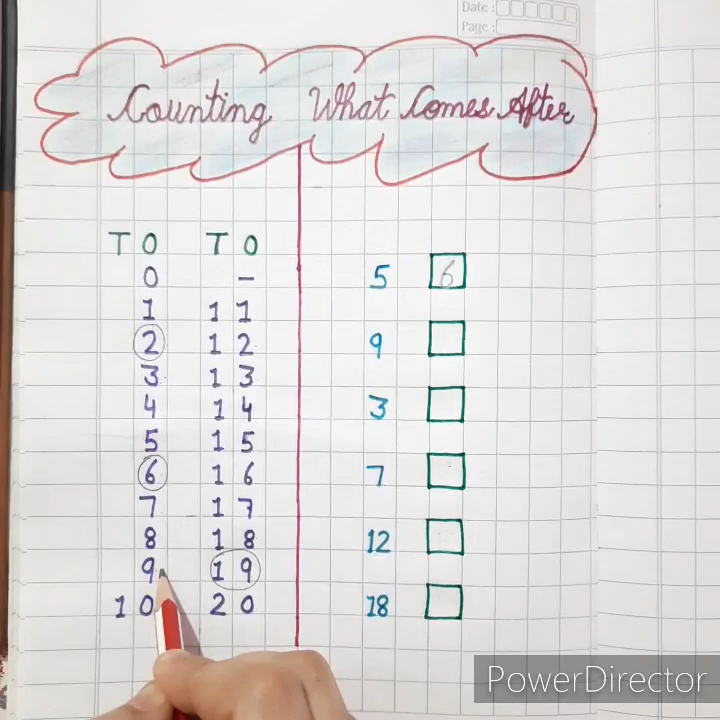 Date :
Page :
Counting What Comes After
T O T O
0 –
1 1 1
2 1 2
3 1 3
4 1 4
5 1 5
6 1 6
7 1 7
8 1 8
9 1 9
1 0 2 0
5 6
9
3
7
12
18
PowerDirector